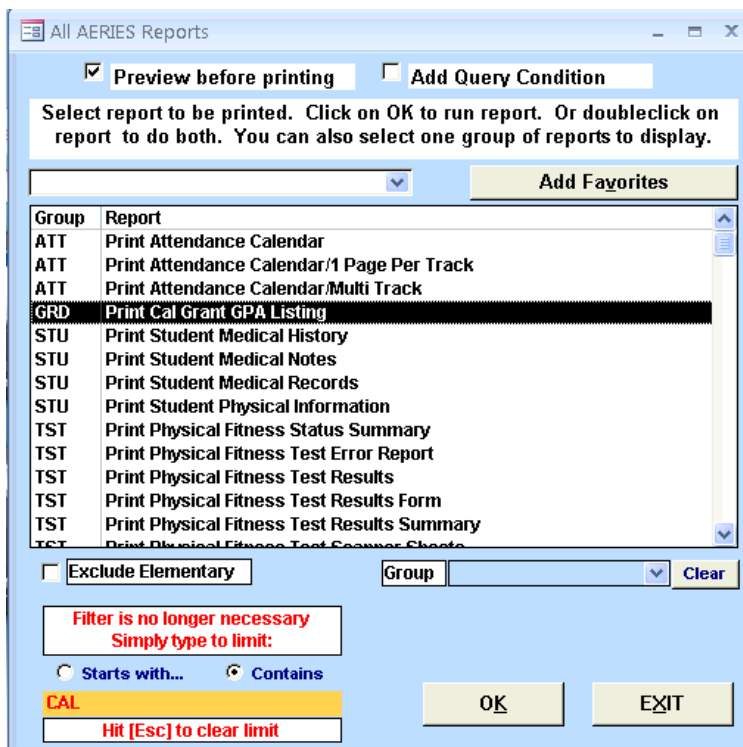 All AERIES Reports
Preview before printing Add Query Condition
Select report to be printed. Click on OK to run report. Or doubleclick on
report to do both. You can also select one group of reports to display.
Add Favorites
Group Report
ATT Print Attendance Calendar
ATT Print Attendance Calendar/1 Page Per Track
ATT Print Attendance Calendar/Multi Track
GRD Print Cal Grant GPA Listing
STU Print Student Medical History
STU Print Student Medical Notes
STU Print Student Medical Records
STU Print Student Physical Information
TST Print Physical Fitness Status Summary
TST Print Physical Fitness Test Error Report
TST Print Physical Fitness Test Results
TST Print Physical Fitness Test Results Form
TST Print Physical Fitness Test Results Summary
TST Print Physical Fitness Test Scanner Sheets
Exclude Elementary Group Clear
Filter is no longer necessary
Simply type to limit:
Starts with... Contains
CAL
OK EXIT
Hit [Esc] to clear limit